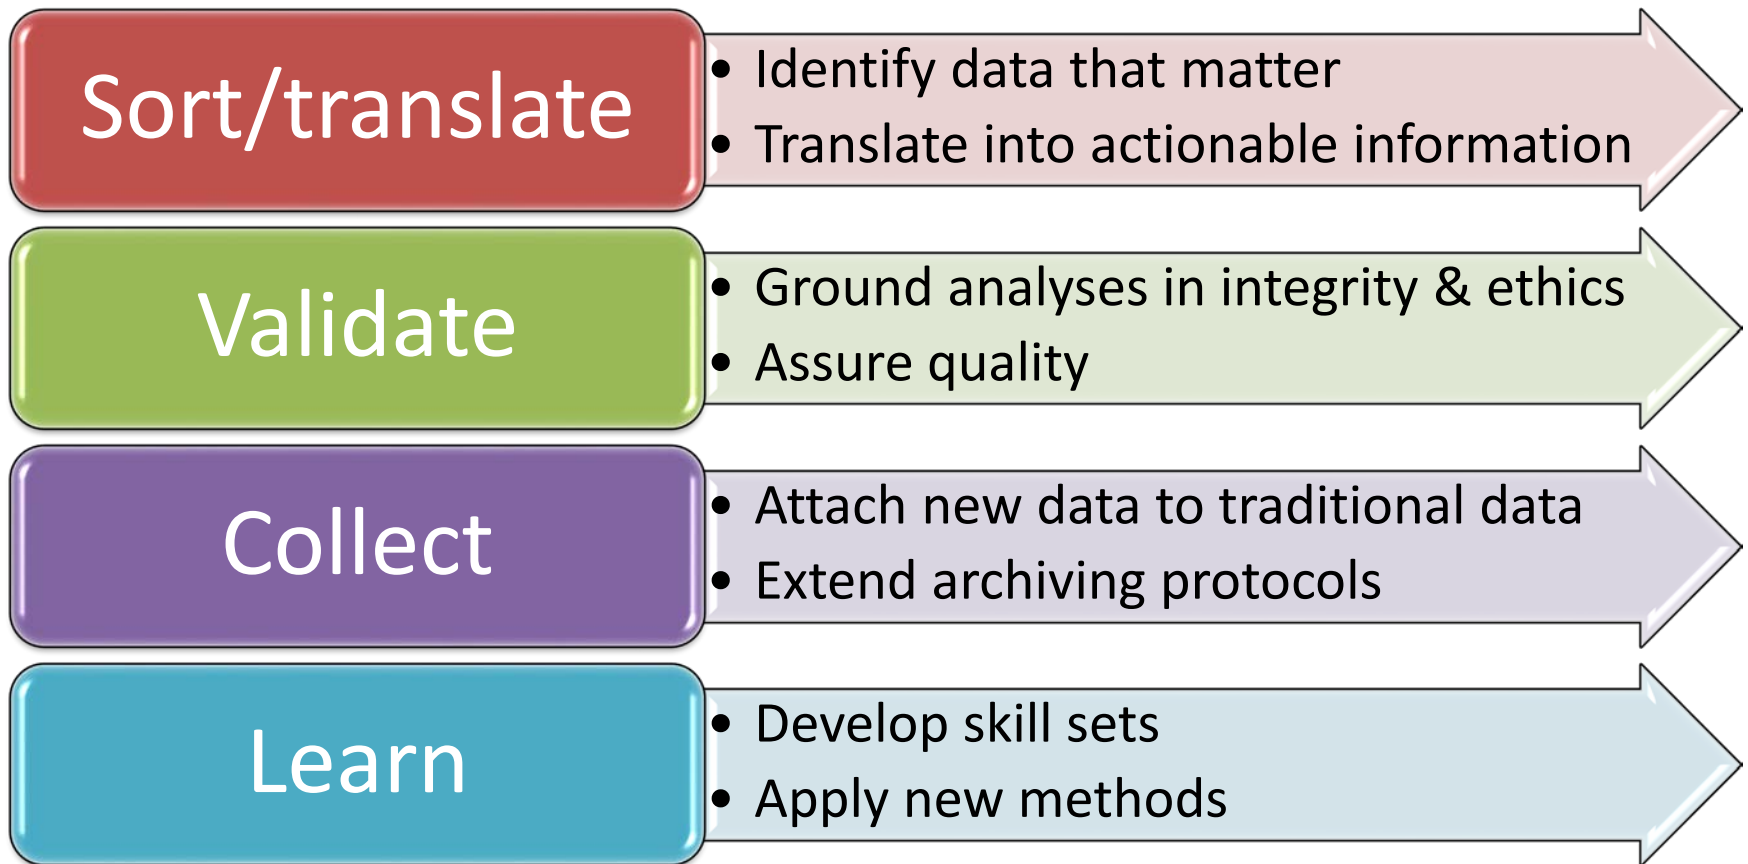 Sort/translate
• Identify data that matter
• Translate into actionable information
Validate
• Ground analyses in integrity & ethics
• Assure quality
Collect
• Attach new data to traditional data
• Extend archiving protocols
Learn
• Develop skill sets
• Apply new methods